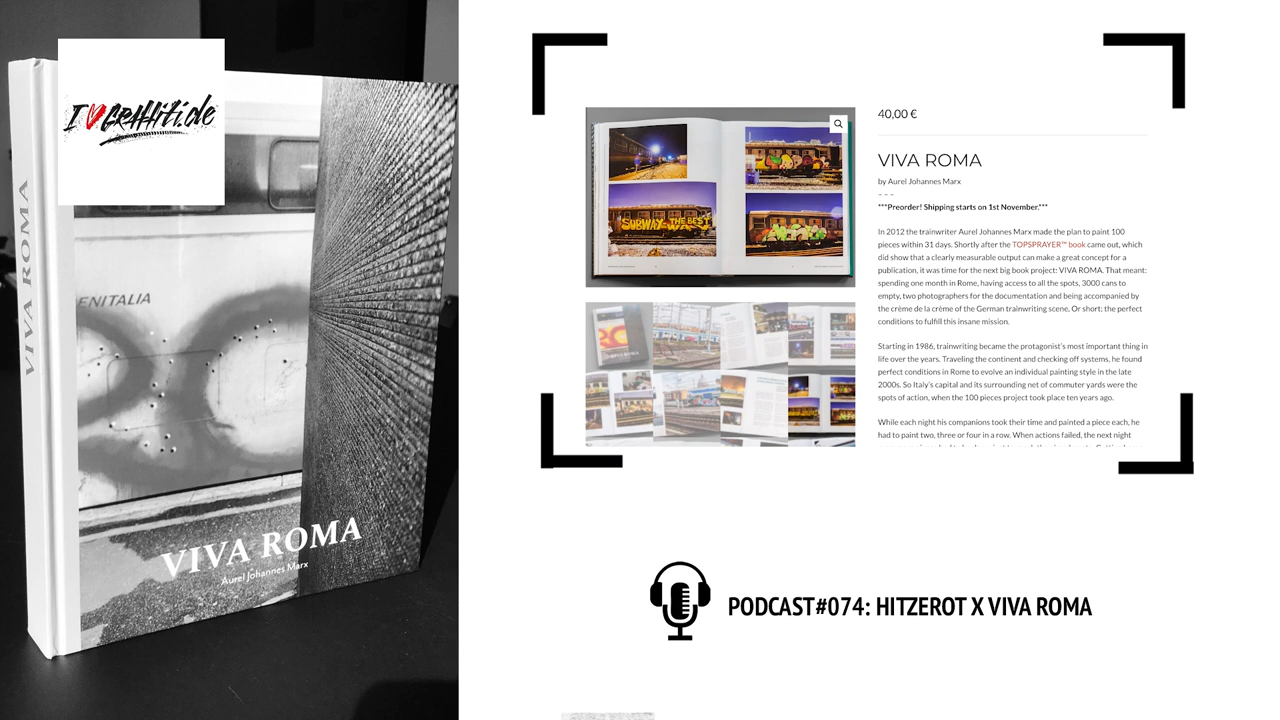 I ♥ GRAffiti.de
VIVA ROMA
ENITALIA
VIVA ROMA
Aurel Johannes Marx
SUBWAY-THE BEST
WAY
40,00 €
VIVA ROMA
by Aurel Johannes Marx
– – –
***Preorder! Shipping starts on 1st November.***
In 2012 the trainwriter Aurel Johannes Marx made the plan to paint 100
pieces within 31 days. Shortly after the TOPSPRAYER™ book came out, which
did show that a clearly measurable output can make a great concept for a
publication, it was time for the next big book project: VIVA ROMA. That meant:
spending one month in Rome, having access to all the spots, 3000 cans to
empty, two photographers for the documentation and being accompanied by
the crème de la crème of the German trainwriting scene. Or short: the perfect
conditions to fulfill this insane mission.
Starting in 1986, trainwriting became the protagonist's most important thing in
life over the years. Traveling the continent and checking off systems, he found
perfect conditions in Rome to evolve an individual painting style in the late
2000s. So Italy's capital and its surrounding net of commuter yards were the
spots of action, when the 100 pieces project took place ten years ago.
While each night his companions took their time and painted a piece each, he
had to paint two, three or four in a row. When actions failed, the next night
PODCAST#074: HITZEROT X VIVA ROMA